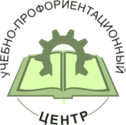 УЧЕБНО-ПРОФОРИЕНТАЦИОННЫЙ
ЦЕНТР